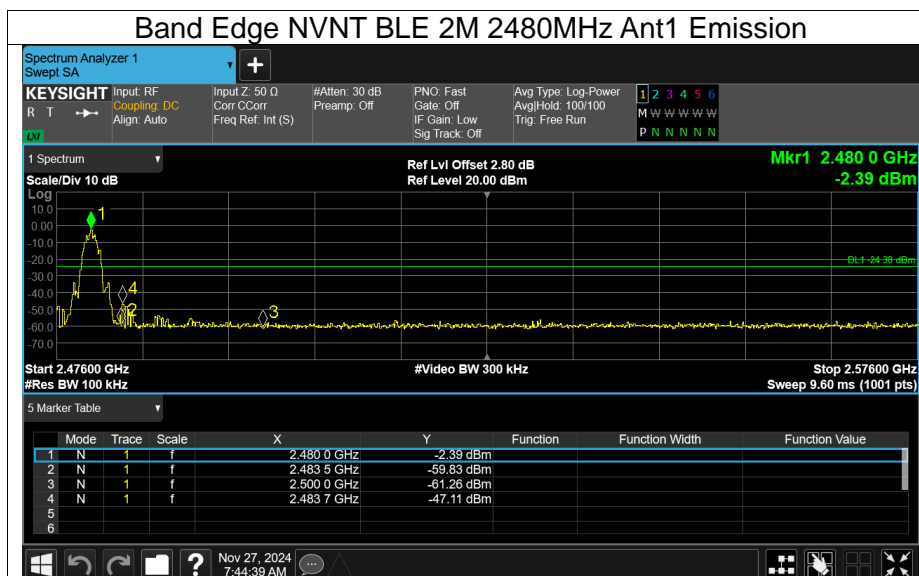 Band Edge NVNT BLE 2M 2480MHz Ant1 Emission
Spectrum Analyzer 1
Swept SA
KEYSIGHT
R T
LXI
Input: RF
Coupling: DC
Align: Auto
Input Z: 50 Ω
Corr CCorr
Freq Ref: Int (S)
#Atten: 30 dB
Preamp: Off
PNO: Fast
Gate: Off
IF Gain: Low
Sig Track: Off
Avg Type: Log-Power
Avg|Hold: 100/100
Trig: Free Run
1 2 3 4 5 6
M W W W W W
P N N N N N
1 Spectrum
Scale/Div 10 dB
Ref Lvl Offset 2.80 dB
Ref Level 20.00 dBm
Mkr1 2.480 0 GHz
-2.39 dBm
Log
10.0
0.00
-10.0
-20.0
-30.0
-40.0
-50.0
-60.0
-70.0
1
4
2
3
DL1 -24.38 dBm
Start 2.47600 GHz
#Res BW 100 kHz
#Video BW 300 kHz
Stop 2.57600 GHz
Sweep 9.60 ms (1001 pts)
5 Marker Table
Mode Trace Scale X Y Function Function Width Function Value
1 N 1 f 2.480 0 GHz -2.39 dBm
2 N 1 f 2.483 5 GHz -59.83 dBm
3 N 1 f 2.500 0 GHz -61.26 dBm
4 N 1 f 2.483 7 GHz -47.11 dBm
5
6
?
Nov 27, 2024
7:44:39 AM